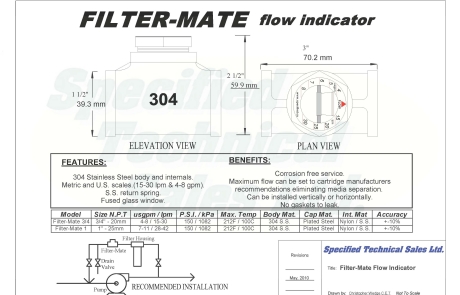 FILTER-MATE flow indicator
3"
70.2 mm
2 1/2"
59.9 mm
1 1/2"
39.3 mm
304
Specified
Technical
Sales
ELEVATION VIEW
PLAN VIEW
FEATURES:
304 Stainless Steel body and internals.
Metric and U.S. scales (15-30 lpm & 4-8 gpm).
S.S. return spring.
Fused glass window.
BENEFITS:
Corrosion free service.
Maximum flow can be set to cartridge manufacturers
recommendations eliminating media separation.
Can be installed vertically or horizontally.
No gaskets to leak.
Model Size N.P.T usgpm / lpm P.S.I. / kPa Max. Temp Body Mat. Cap Mat. Int. Mat Accuracy
Filter-Mate 3/4 3/4" - 20mm 4-8 / 15-30 150 / 1082 212F / 100C 304 S.S. Plated Steel Nylon / S.S. +-10%
Filter-Mate 1" 1" - 25mm 7-11 / 28-42 150 / 1082 212F / 100C 304 S.S. Plated Steel Nylon / S.S. +-10%
Filter Housing
Filter-Mate
Drain
Valve
Pump
RECOMMENDED INSTALLATION
Revisions
May, 2010
Specified Technical Sales Ltd.
Title: Filter-Mate Flow Indicator
Drawn by: Christopher
C.E.T Not To Scale